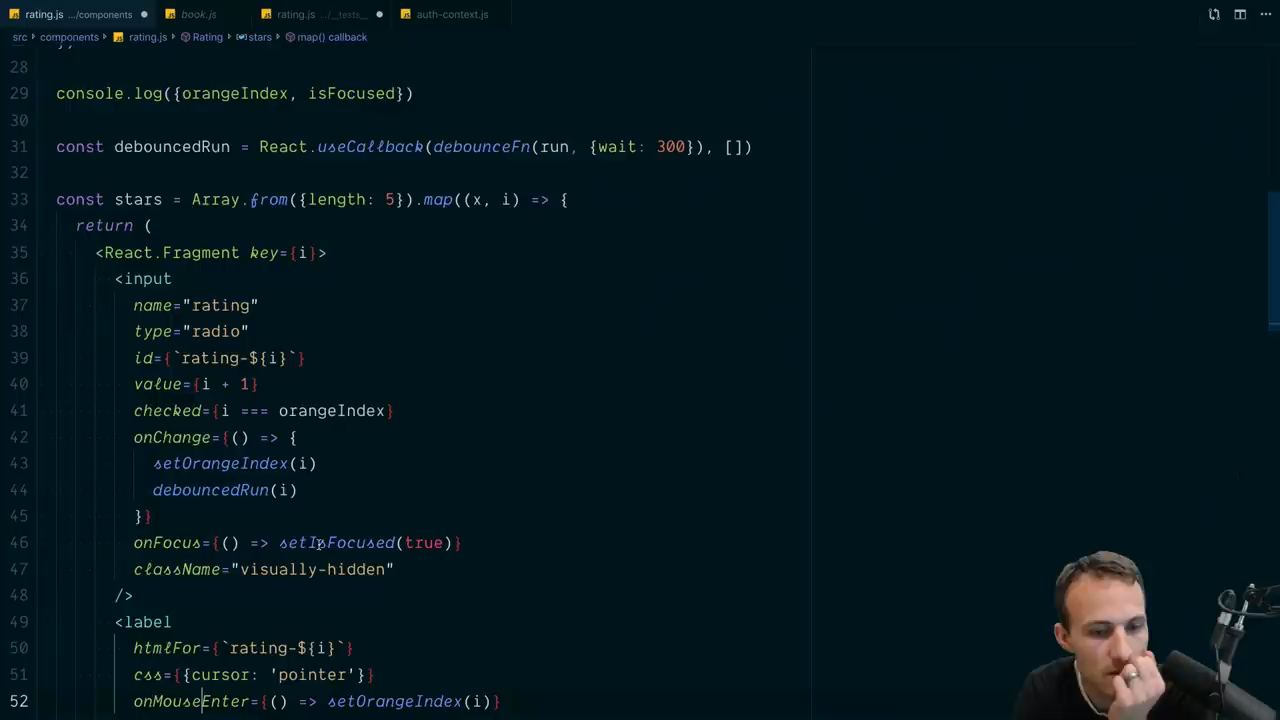 rating.js .../components
book.js
rating.js .../__tests__
auth-context.js
src components rating.js Rating stars map() callback
28
29 console.log({orangeIndex, isFocused})
30
31 const debouncedRun = React.useCallback(debounceFn(run, {wait: 300}), [])
32
33 const stars = Array.from({length: 5}).map((x, i) => {
34 return (
35 <React.Fragment key={i}>
36 <input
37 name="rating"
38 type="radio"
39 id={`rating-${i}`}
40 value={i + 1}
41 checked={i === orangeIndex}
42 onChange={() => {
43 setOrangeIndex(i)
44 debouncedRun(i)
45 }}
46 onFocus={() => setIsFocused(true)}
47 className="visually-hidden"
48 />
49 <label
50 htmlFor={`rating-${i}`}
51 css={{cursor: 'pointer'}}
52 onMouseEnter={() => setOrangeIndex(i)}